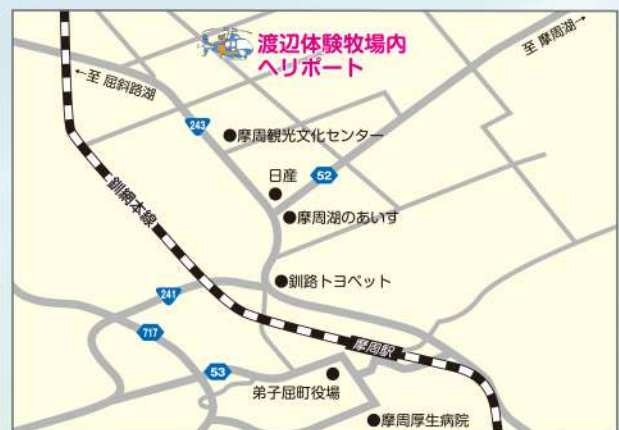 渡辺体験牧場内
ヘリポート
至 摩周湖→
←至 屈斜路湖
243
●摩周観光文化センター
日産
52
釧網本線
●摩周湖のあいす
●釧路トヨペット
241
717
摩周駅
53
弟子屈町役場
●摩周厚生病院